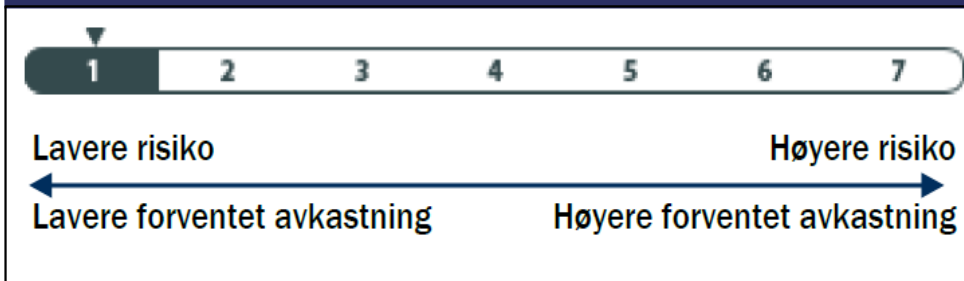 1 2 3 4 5 6 7
Lavere risiko Høyere risiko
Lavere forventet avkastning Høyere forventet avkastning